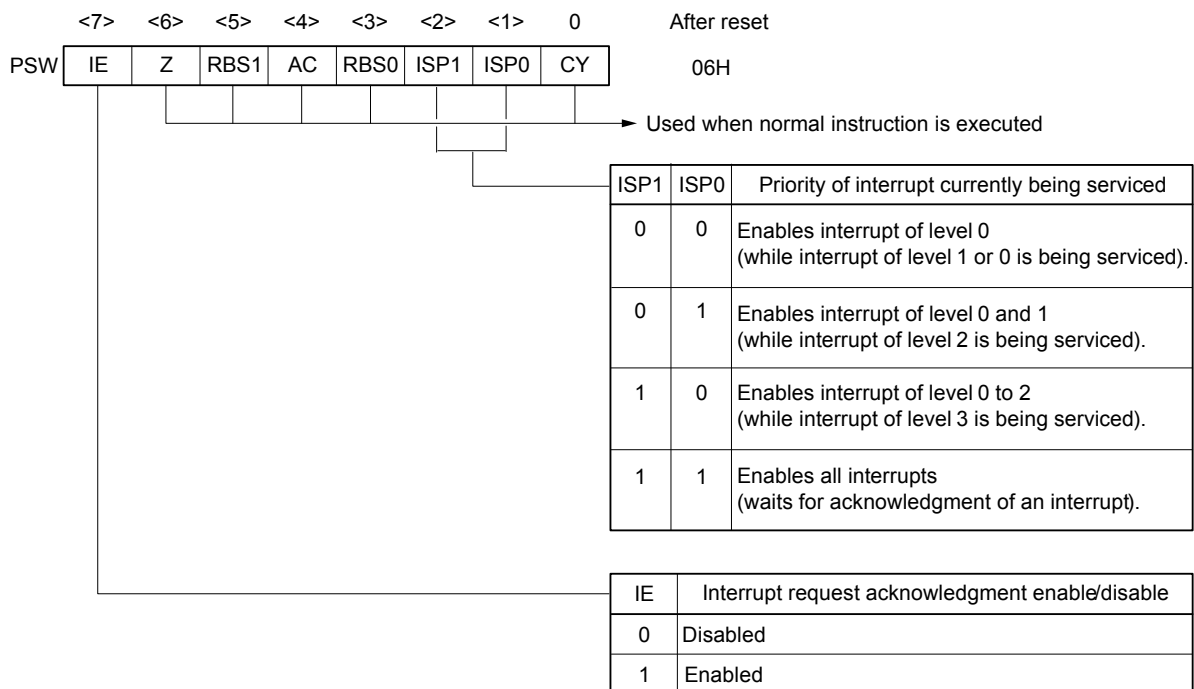 <7> <6> <5> <4> <3> <2> <1> 0 After reset
PSW IE Z RBS1 AC RBS0 ISP1 ISP0 CY 06H
Used when normal instruction is executed
ISP1 ISP0 Priority of interrupt currently being serviced
0 0 Enables interrupt of level 0
(while interrupt of level 1 or 0 is being serviced).
0 1 Enables interrupt of level 0 and 1
(while interrupt of level 2 is being serviced).
1 0 Enables interrupt of level 0 to 2
(while interrupt of level 3 is being serviced).
1 1 Enables all interrupts
(waits for acknowledgment of an interrupt).
IE Interrupt request acknowledgment enable/disable
0 Disabled
1 Enabled